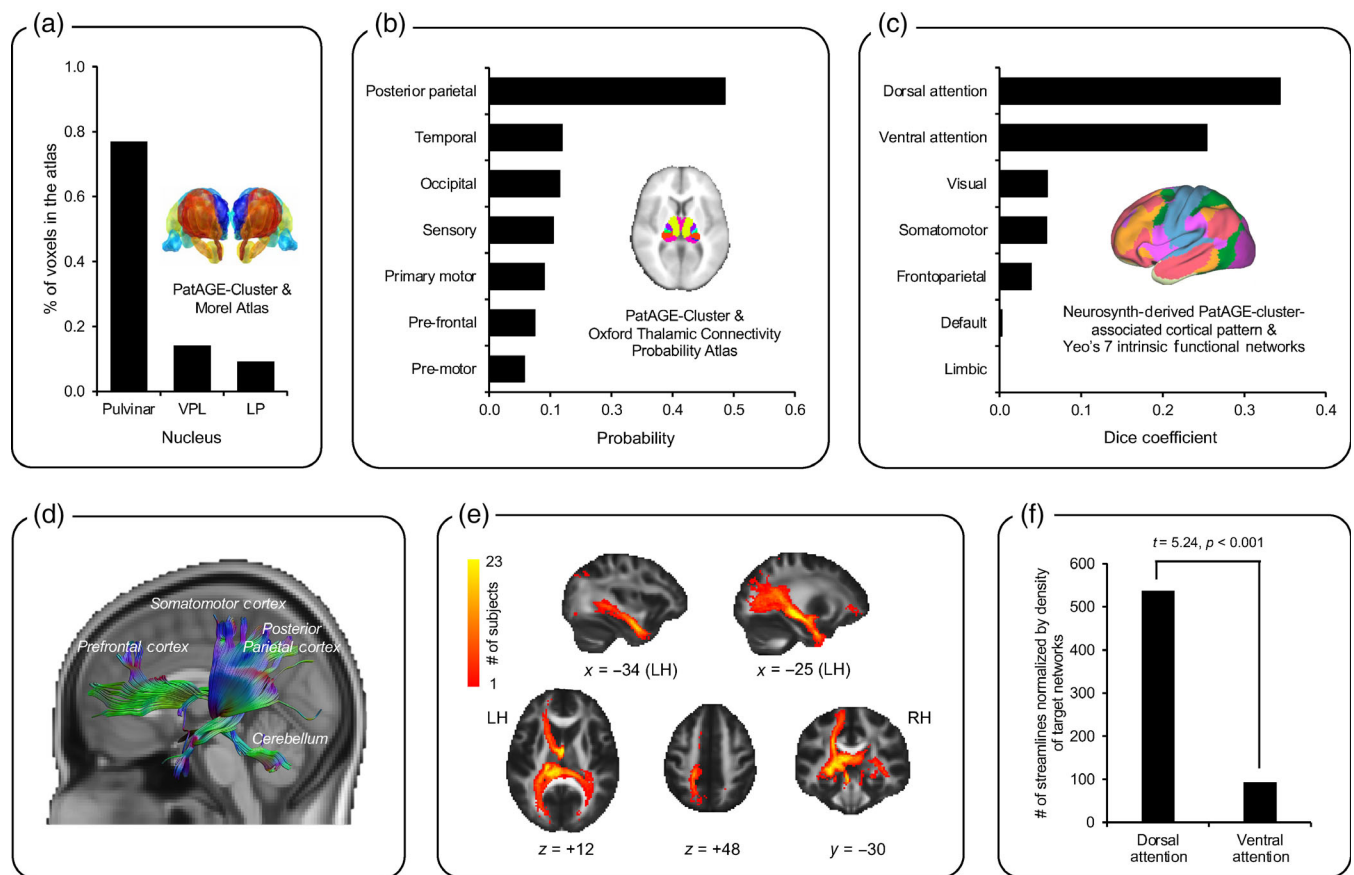 (a)
% of voxels in the atlas
1.0
0.8
0.6
0.4
0.2
0.0
Pulvinar VPL LP
Nucleus
PatAGE-Cluster &
Morel Atlas
(b)
Posterior parietal
Temporal
Occipital
Sensory
Primary motor
Pre-frontal
Pre-motor
0.0 0.1 0.2 0.3 0.4 0.5 0.6
Probability
PatAGE-Cluster &
Oxford Thalamic Connectivity
Probability Atlas
(c)
Dorsal attention
Ventral attention
Visual
Somatomotor
Frontoparietal
Default
Limbic
0.0 0.1 0.2 0.3 0.4
Dice coefficient
Neurosynth-derived PatAGE-cluster-
associated cortical pattern &
Yeo's 7 intrinsic functional networks
(d)
Somatomotor cortex
Prefrontal cortex
Posterior
Parietal cortex
Cerebellum
(e)
23
# of subjects
1
x = −34 (LH)
x = −25 (LH)
LH
RH
z = +12
z = +48
y = −30
(f)
t = 5.24, p < 0.001
# of streamlines normalized by density
of target networks
600
500
400
300
200
100
0
Dorsal
attention
Ventral
attention